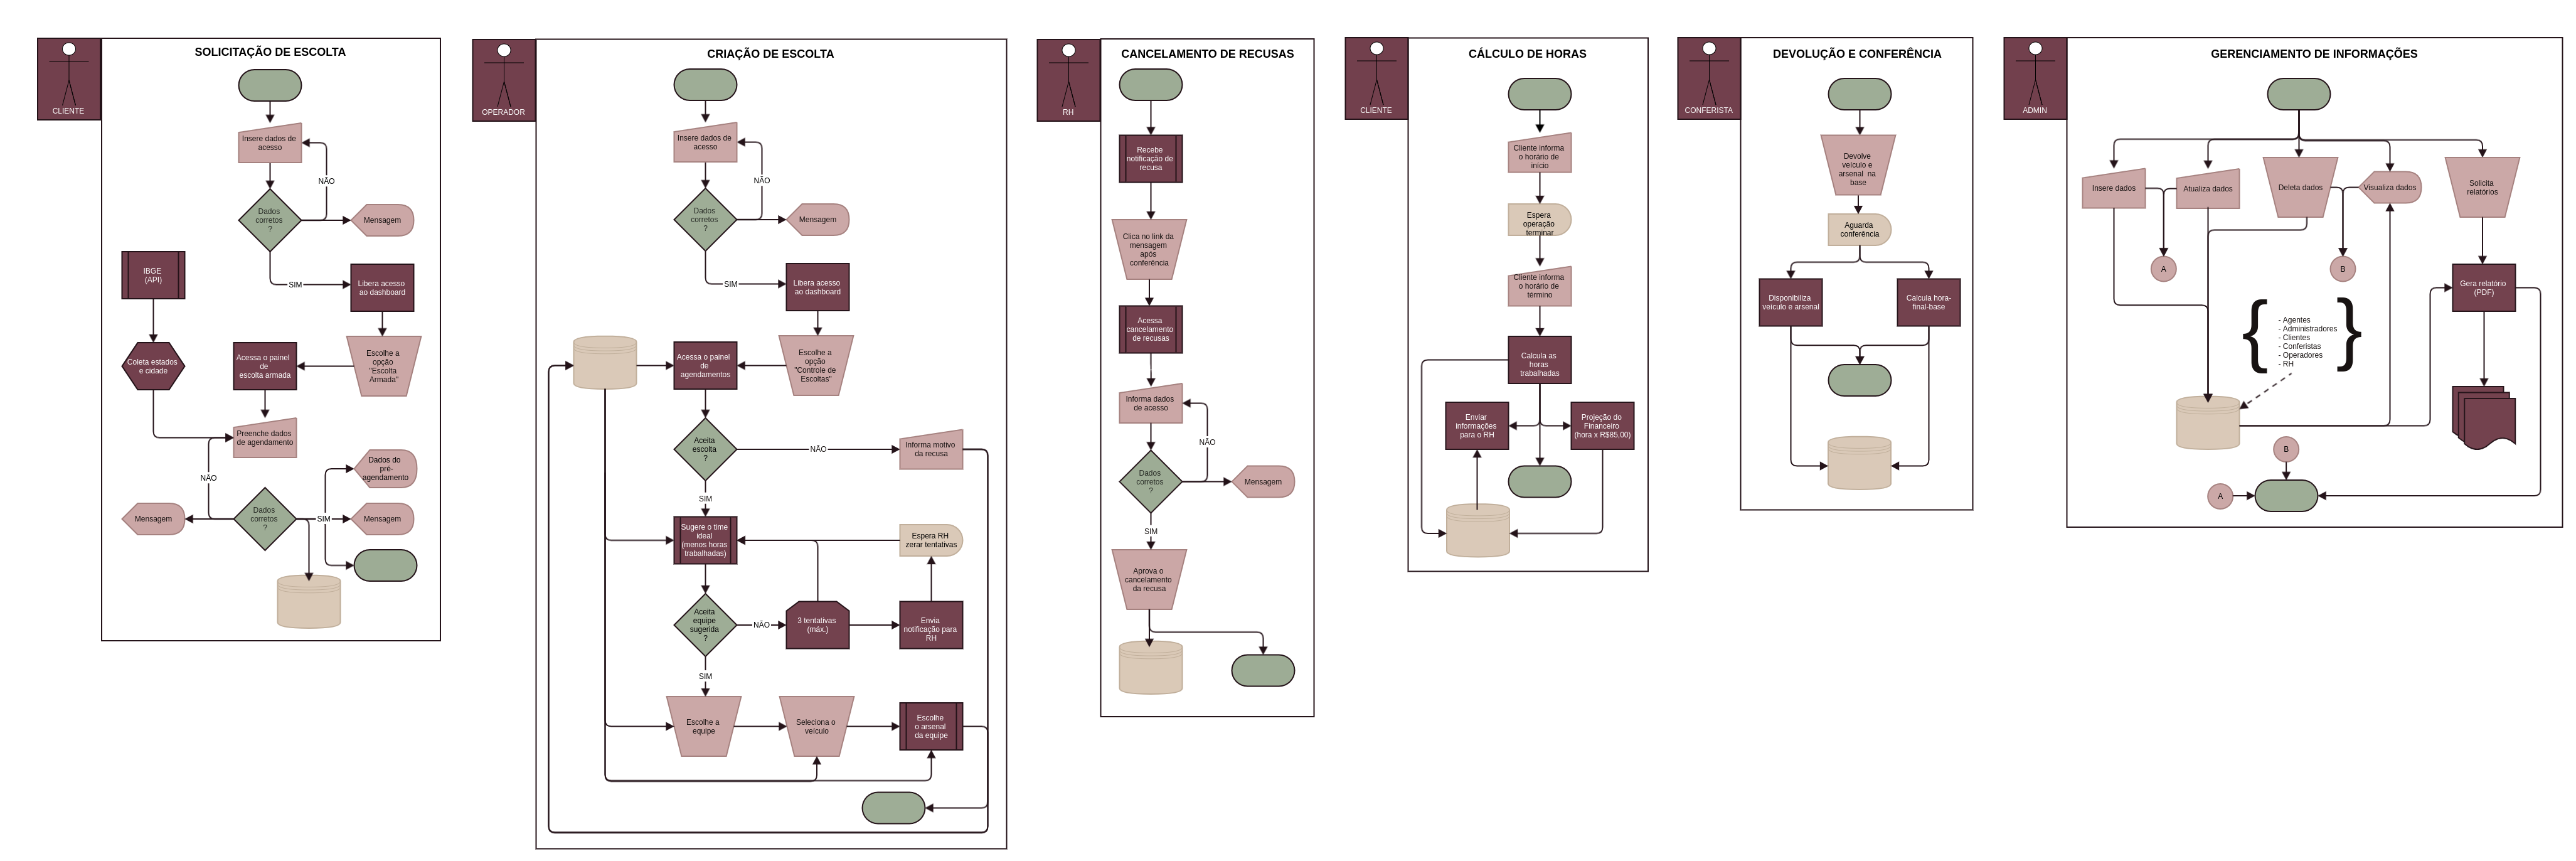 SOLICITAÇÃO DE ESCOLTA
CLIENTE
Insere dados de
acesso
NÃO
Dados
corretos
?
Mensagem
SIM
Libera acesso
ao dashboard
IBGE
(API)
Coleta estados
e cidade
Acessa o painel
de
escolta armada
Escolhe a
opção
"Escolta
Armada"
Preenche dados
de agendamento
NÃO
Dados do
pré-
agendamento
Mensagem
Dados
corretos
?
SIM
Mensagem
CRIAÇÃO DE ESCOLTA
OPERADOR
Insere dados de
acesso
NÃO
Dados
corretos
?
Mensagem
SIM
Libera acesso
ao dashboard
Acessa o painel
de
agendamentos
Escolhe a
opção
"Controle de
Escoltas"
Aceita
escolta
?
NÃO
Informa motivo
da recusa
SIM
Sugere o time
ideal
(menos horas
trabalhadas)
Espera RH
zerar tentativas
Aceita
equipe
sugerida
?
NÃO
3 tentativas
(máx.)
Envia
notificação para
RH
SIM
Escolhe a
equipe
Seleciona o
veículo
Escolhe
o arsenal
da equipe
CANCELAMENTO DE RECUSAS
RH
Recebe
notificação de
recusa
Clica no link da
mensagem
após
conferência
Acessa
cancelamento
de recusas
Informa dados
de acesso
NÃO
Dados
corretos
?
Mensagem
SIM
Aprova o
cancelamento
da recusa
CÁLCULO DE HORAS
CLIENTE
Cliente informa
o horário de
início
Espera
operação
terminar
Cliente informa
o horário de
término
Calcula as
horas
trabalhadas
Enviar
informações
para o RH
Projeção do
Financeiro
(hora x R$85,00)
DEVOLUÇÃO E CONFERÊNCIA
CONFERISTA
Devolve
veículo e
arsenal na
base
Aguarda
conferência
Disponibiliza
veículo e arsenal
Calcula hora-
final-base
GERENCIAMENTO DE INFORMAÇÕES
ADMIN
Insere dados
Atualiza dados
Deleta dados
Visualiza dados
Solicita
relatórios
A
B
Gera relatório
(PDF)
{
- Agentes
- Administradores
- Clientes
- Conferistas
- Operadores
- RH
}
B
A